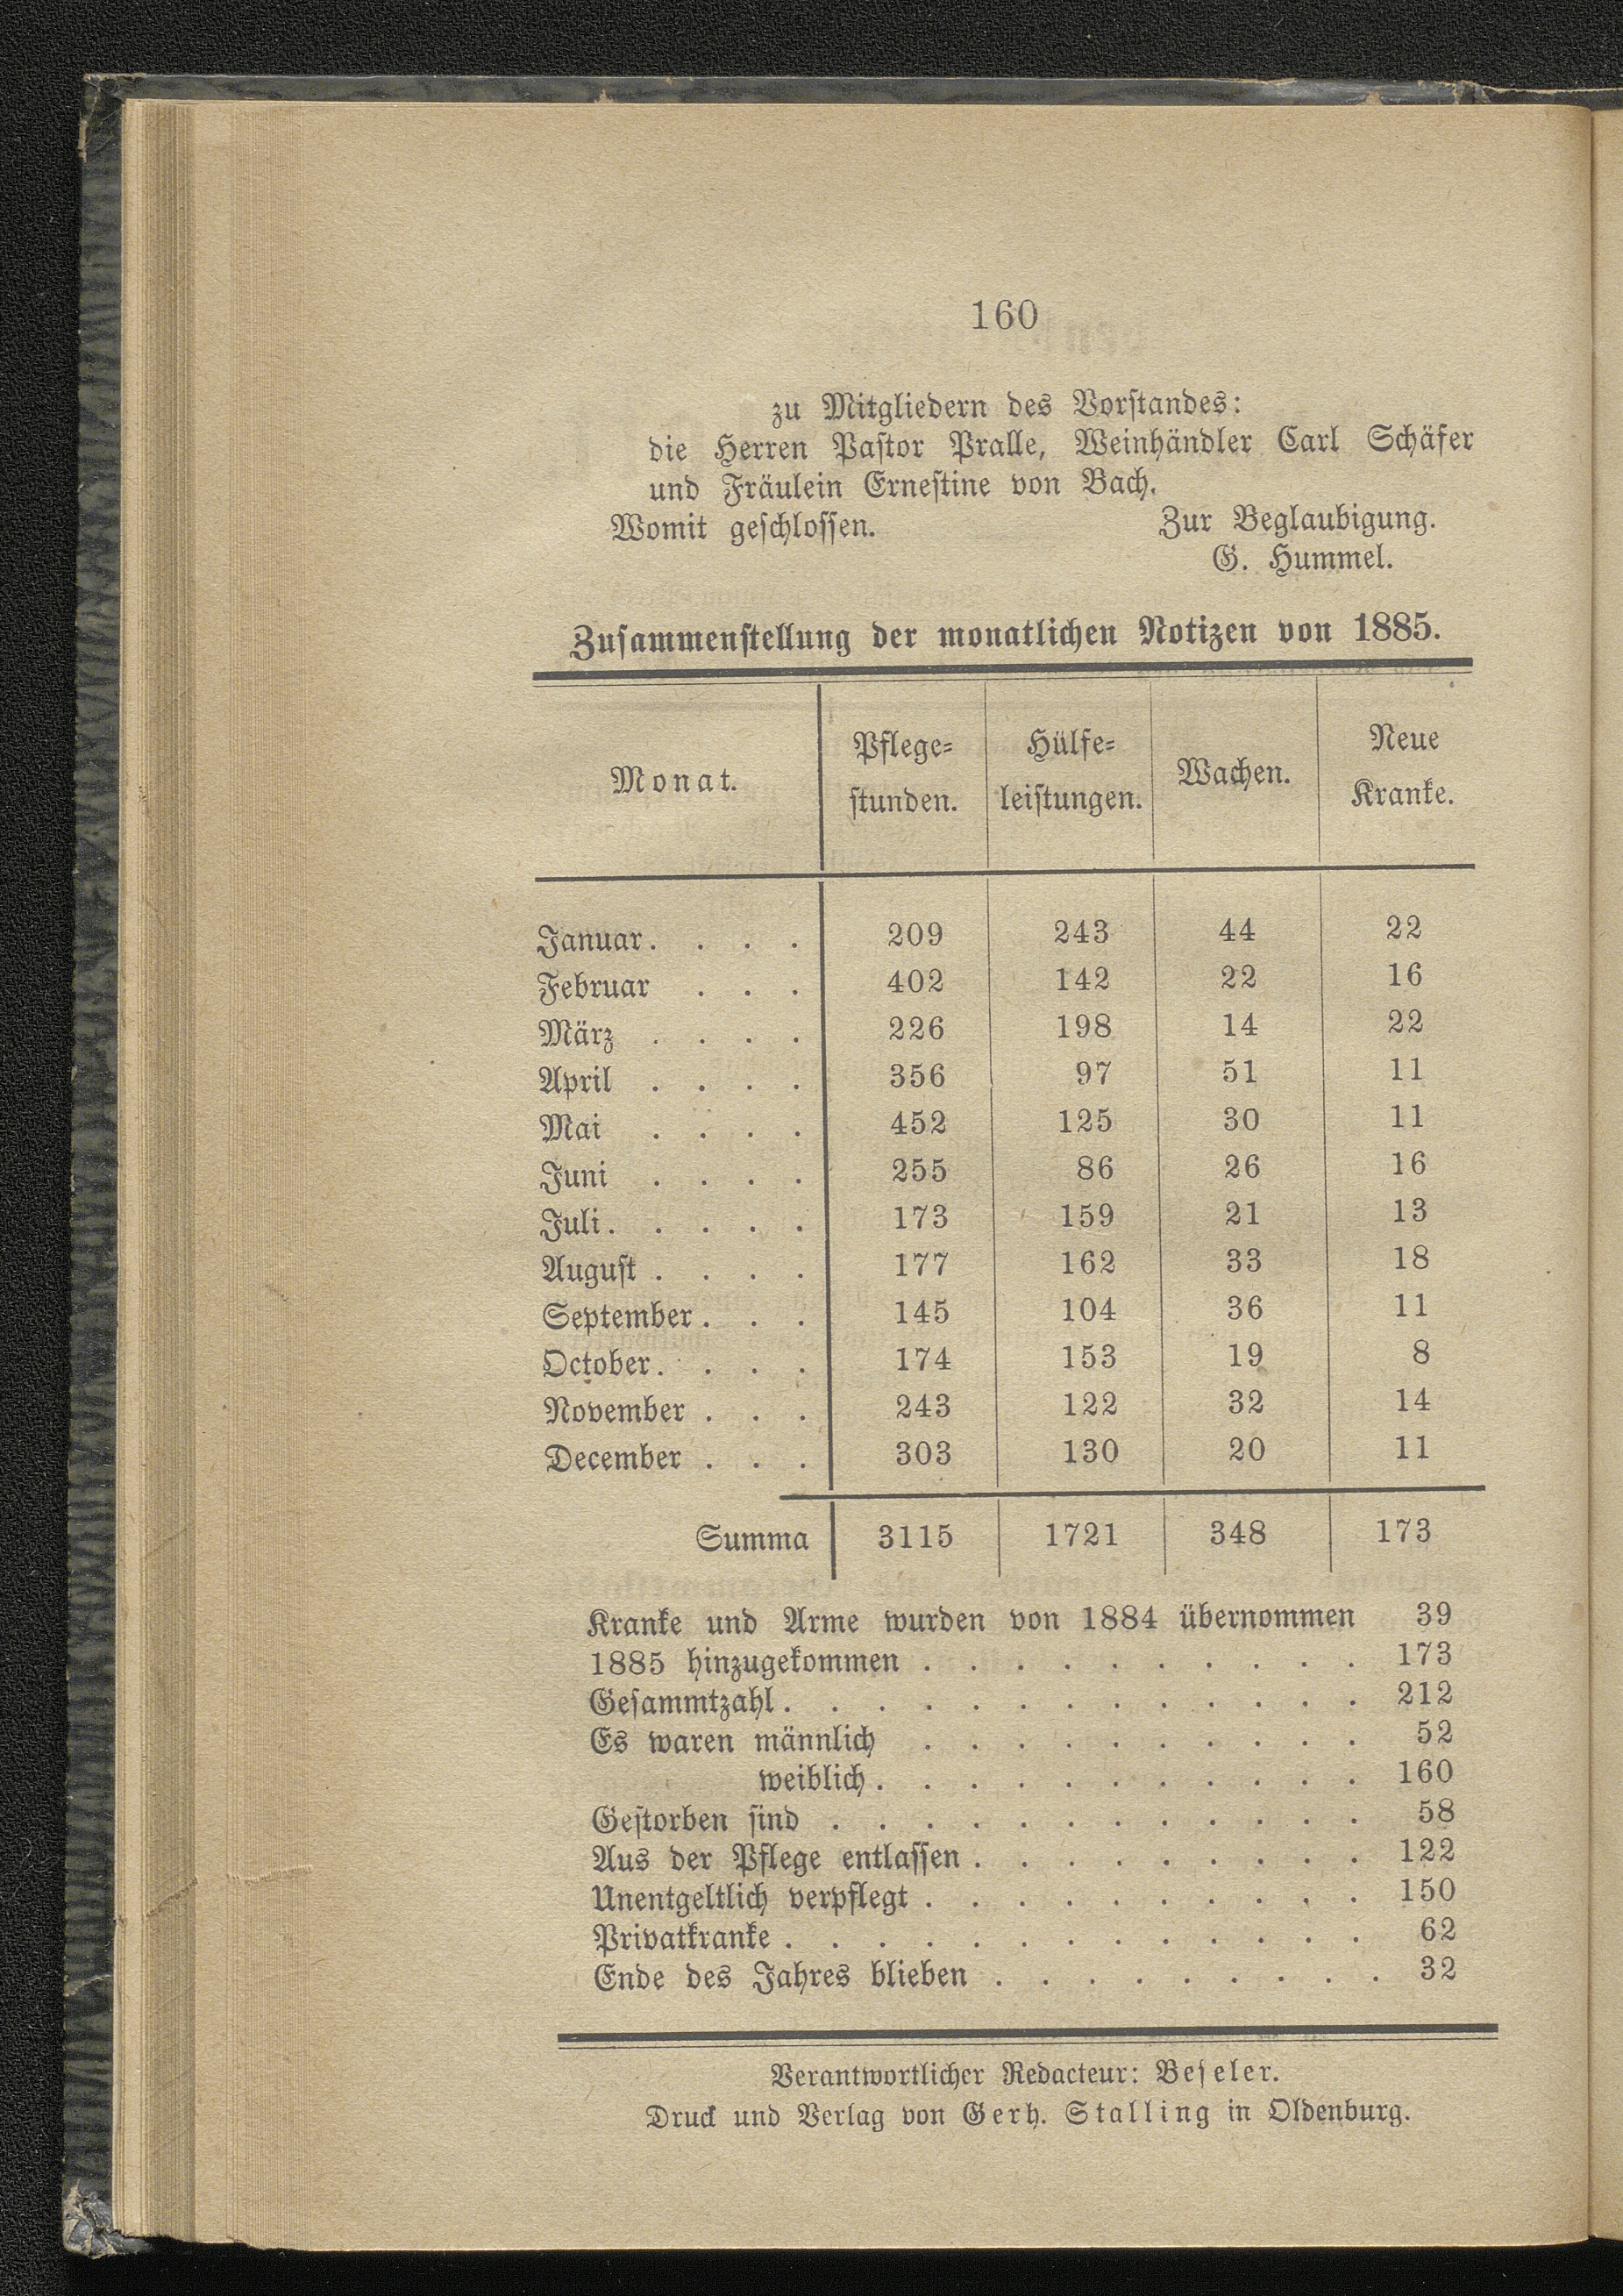 160
zu Mitgliedern des Vorstandes:
die Herren Pastor Pralle, Weinhändler Carl Schäfer
und Fräulein Ernestine von Bach.
Womit geschlossen. Zur Beglaubigung.
G. Hummel.
Zusammenstellung der monatlichen Notizen von 1885.
Monat. Pflege- stunden. Hülfe- leistungen. Wachen. Neue Kranke.
Januar. . . . 209 243 44 22
Februar . . . 402 142 22 16
März . . . . 226 198 14 22
April . . . . 356 97 51 11
Mai . . . . 452 125 30 11
Juni . . . . 255 86 26 16
Juli. . . . . 173 159 21 13
August . . . . 177 162 33 18
September. . . 145 104 36 11
October. . . . 174 153 19 8
November . . . 243 122 32 14
December . . . 303 130 20 11
Summa 3115 1721 348 173
Kranke und Arme wurden von 1884 übernommen 39
1885 hinzugekommen . . . . . . . . . . 173
Gesammtzahl. . . . . . . . . . . . . 212
Es waren männlich . . . . . . . . . . 52
weiblich. . . . . . . . . . . 160
Gestorben sind . . . . . . . . . . . . 58
Aus der Pflege entlassen . . . . . . . . . 122
Unentgeltlich verpflegt . . . . . . . . . . 150
Privatkranke . . . . . . . . . . . . . 62
Ende des Jahres blieben . . . . . . . . . 32
Verantwortlicher Redacteur: Beseler.
Druck und Verlag von Gerh. Stalling in Oldenburg.